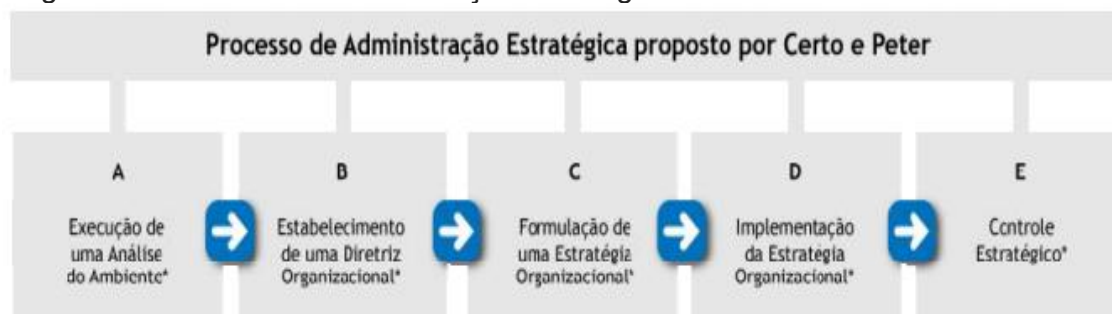 Processo de Administração Estratégica proposto por Certo e Peter
A
Execução de
uma Análise
do Ambiente*
B
Estabelecimento
de uma Diretriz
Organizacional*
C
Formulação de
uma Estratégia
Organizacional*
D
Implementação
da Estratégia
Organizacional*
E
Controle
Estratégico*